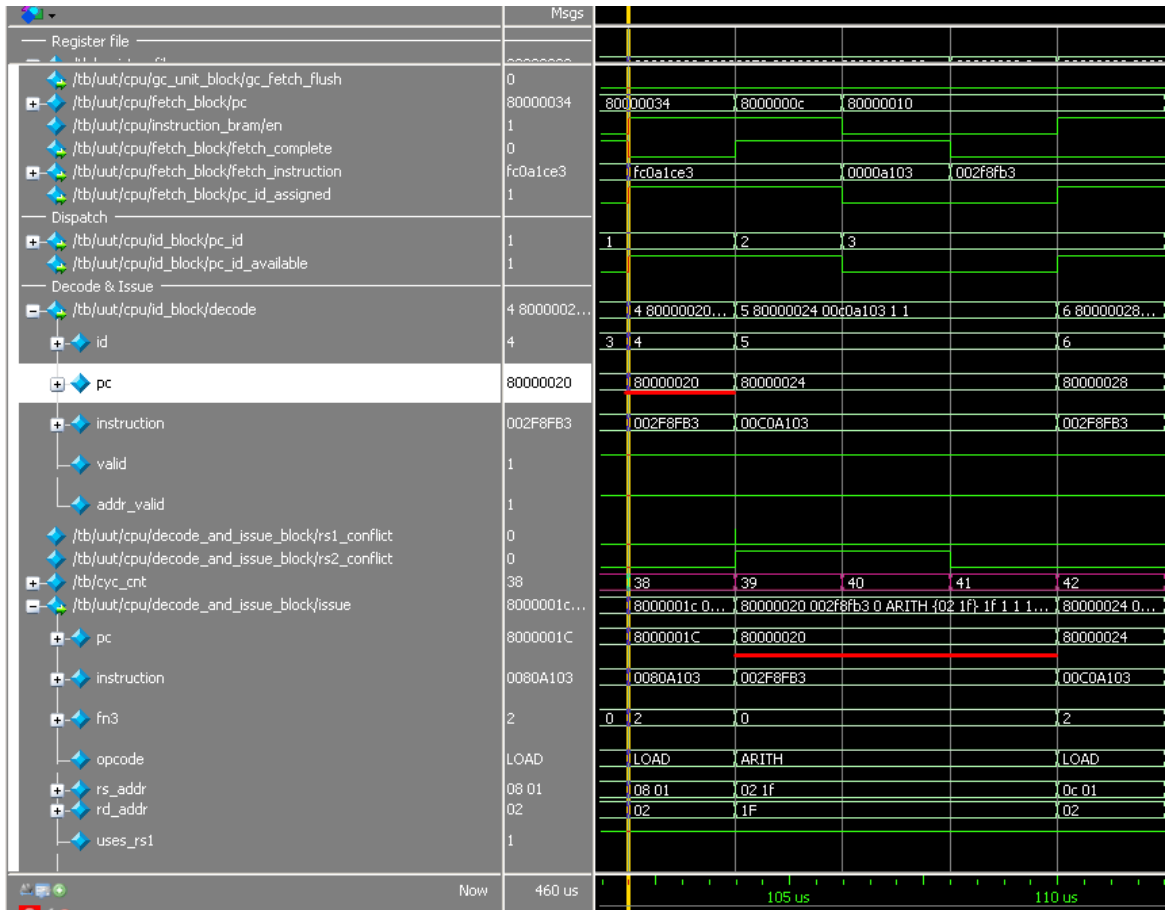 Msgs
Register file
/tb/uut/cpu/gc_unit_block/gc_fetch_flush 0
/tb/uut/cpu/fetch_block/pc 80000034 80000034 8000000c 80000010
/tb/uut/cpu/instruction_bram/en 1
/tb/uut/cpu/fetch_block/fetch_complete 0
/tb/uut/cpu/fetch_block/fetch_instruction fc0a1ce3 fc0a1ce3 0000a103 002f8fb3
/tb/uut/cpu/fetch_block/pc_id_assigned 1
Dispatch
/tb/uut/cpu/id_block/pc_id 1 1 2 3
/tb/uut/cpu/id_block/pc_id_available 1
Decode & Issue
/tb/uut/cpu/id_block/decode 4 8000002... 4 80000020... 5 80000024 00c0a103 1 1 6 80000028...
id 4 3 4 5 6
pc 80000020 80000020 80000024 80000028
instruction 002F8FB3 002F8FB3 00C0A103 002F8FB3
valid 1
addr_valid 1
/tb/uut/cpu/decode_and_issue_block/rs1_conflict 0
/tb/uut/cpu/decode_and_issue_block/rs2_conflict 0
/tb/cyc_cnt 38 38 39 40 41 42
/tb/uut/cpu/decode_and_issue_block/issue 8000001c... 8000001c 0... 80000020 002f8fb3 0 ARITH {02 1f} 1f 1 1 1... 80000024 0...
pc 8000001C 8000001C 80000020 80000024
instruction 0080A103 0080A103 002F8FB3 00C0A103
fn3 2 0 2 0 2
opcode LOAD LOAD ARITH LOAD
rs_addr 08 01 08 01 02 1f 0c 01
rd_addr 02 02 1F 02
uses_rs1 1
Now 460 us 105 us 110 us